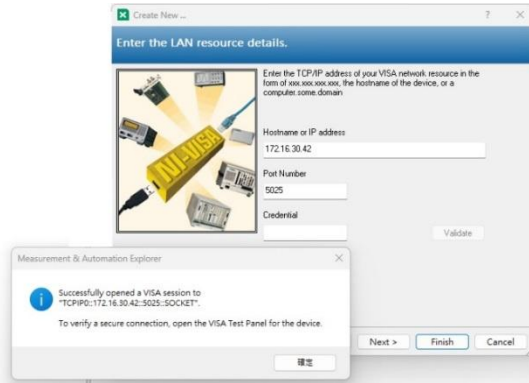 Create New ...
Enter the LAN resource details.
Enter the TCP/IP address of your VISA network resource in the
form of xxx.xxx.xxx.xxx, the hostname of the device, or a
computer.some.domain
NI-VISA
Hostname or IP address
172.16.30.42
Port Number
5025
Credential
Validate
Measurement & Automation Explorer
Successfully opened a VISA session to
"TCPIP0::172.16.30.42::5025::SOCKET".
To verify a secure connection, open the VISA Test Panel for the device.
確定
Next >
Finish
Cancel